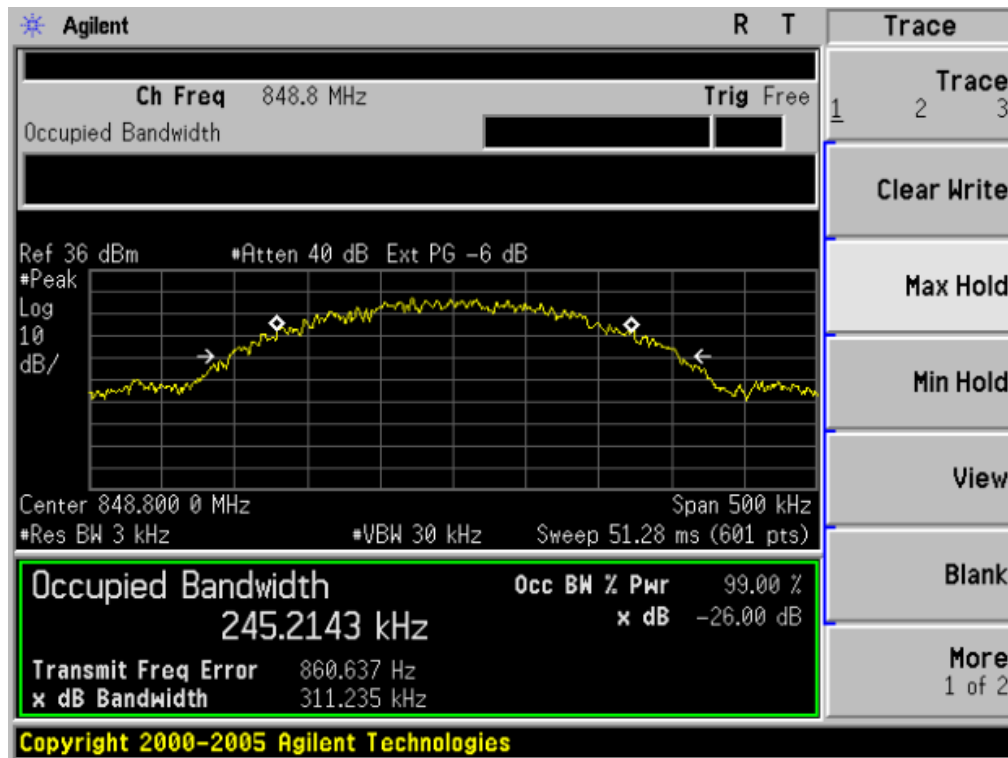 Agilent R T Trace
Ch Freq 848.8 MHz Trig Free
Occupied Bandwidth
Trace
1 2 3
Clear Write
Max Hold
Min Hold
View
Blank
More
1 of 2
Ref 36 dBm #Atten 40 dB Ext PG -6 dB
#Peak
Log
10
dB/
Center 848.800 0 MHz Span 500 kHz
#Res BW 3 kHz #VBW 30 kHz Sweep 51.28 ms (601 pts)
Occupied Bandwidth Occ BW % Pwr 99.00 %
245.2143 kHz x dB -26.00 dB
Transmit Freq Error 860.637 Hz
x dB Bandwidth 311.235 kHz
Copyright 2000-2005 Agilent Technologies